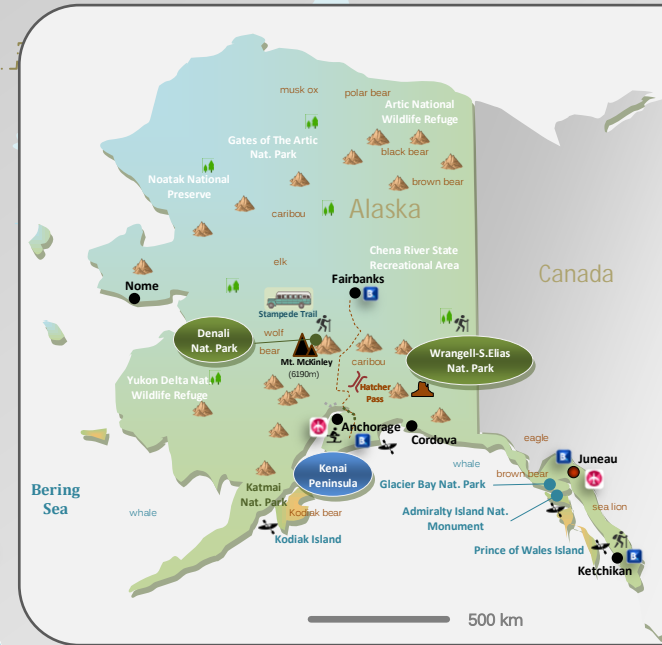 musk ox
polar bear
Artic National
Wildlife Refuge
Gates of The Artic
Nat. Park
black bear
Noatak National
Preserve
brown bear
caribou
Alaska
Chena River State
Recreational Area
elk
Canada
Fairbanks
Nome
Stampede Trail
Denali
Nat. Park
wolf
bear
Mt. McKinley
(6190m)
caribou
Wrangell-S.Elias
Nat. Park
Hatcher
Pass
Yukon Delta Nat.
Wildlife Refuge
Anchorage
Cordova
eagle
Juneau
Kenai
Peninsula
whale
brown bear
Glacier Bay Nat. Park
Bering
Sea
Katmai
Nat. Park
whale
Kodiak bear
Admiralty Island Nat.
Monument
sea lion
Kodiak Island
Prince of Wales Island
Ketchikan
500 km